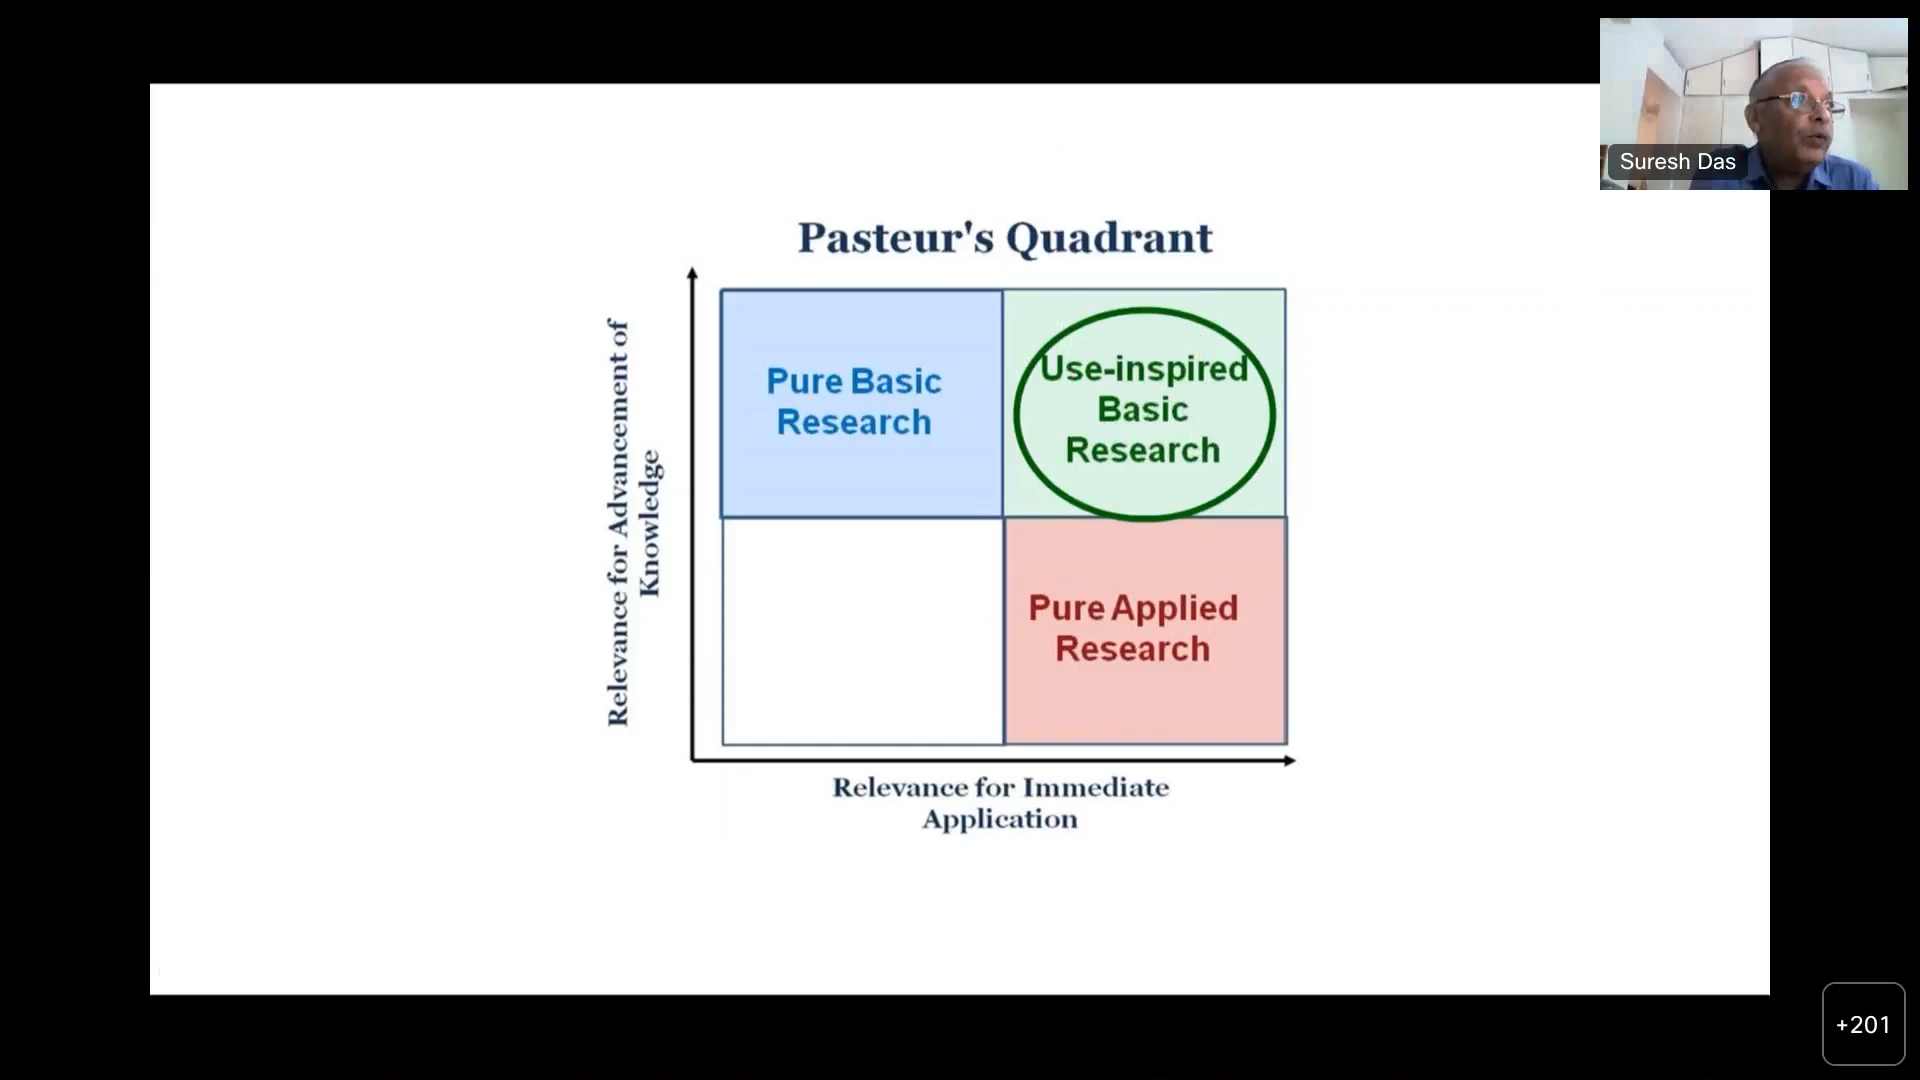 Suresh Das
Pasteur's Quadrant
Relevance for Advancement of
Knowledge
Pure Basic
Research
Use-inspired
Basic
Research
Pure Applied
Research
Relevance for Immediate
Application
+201